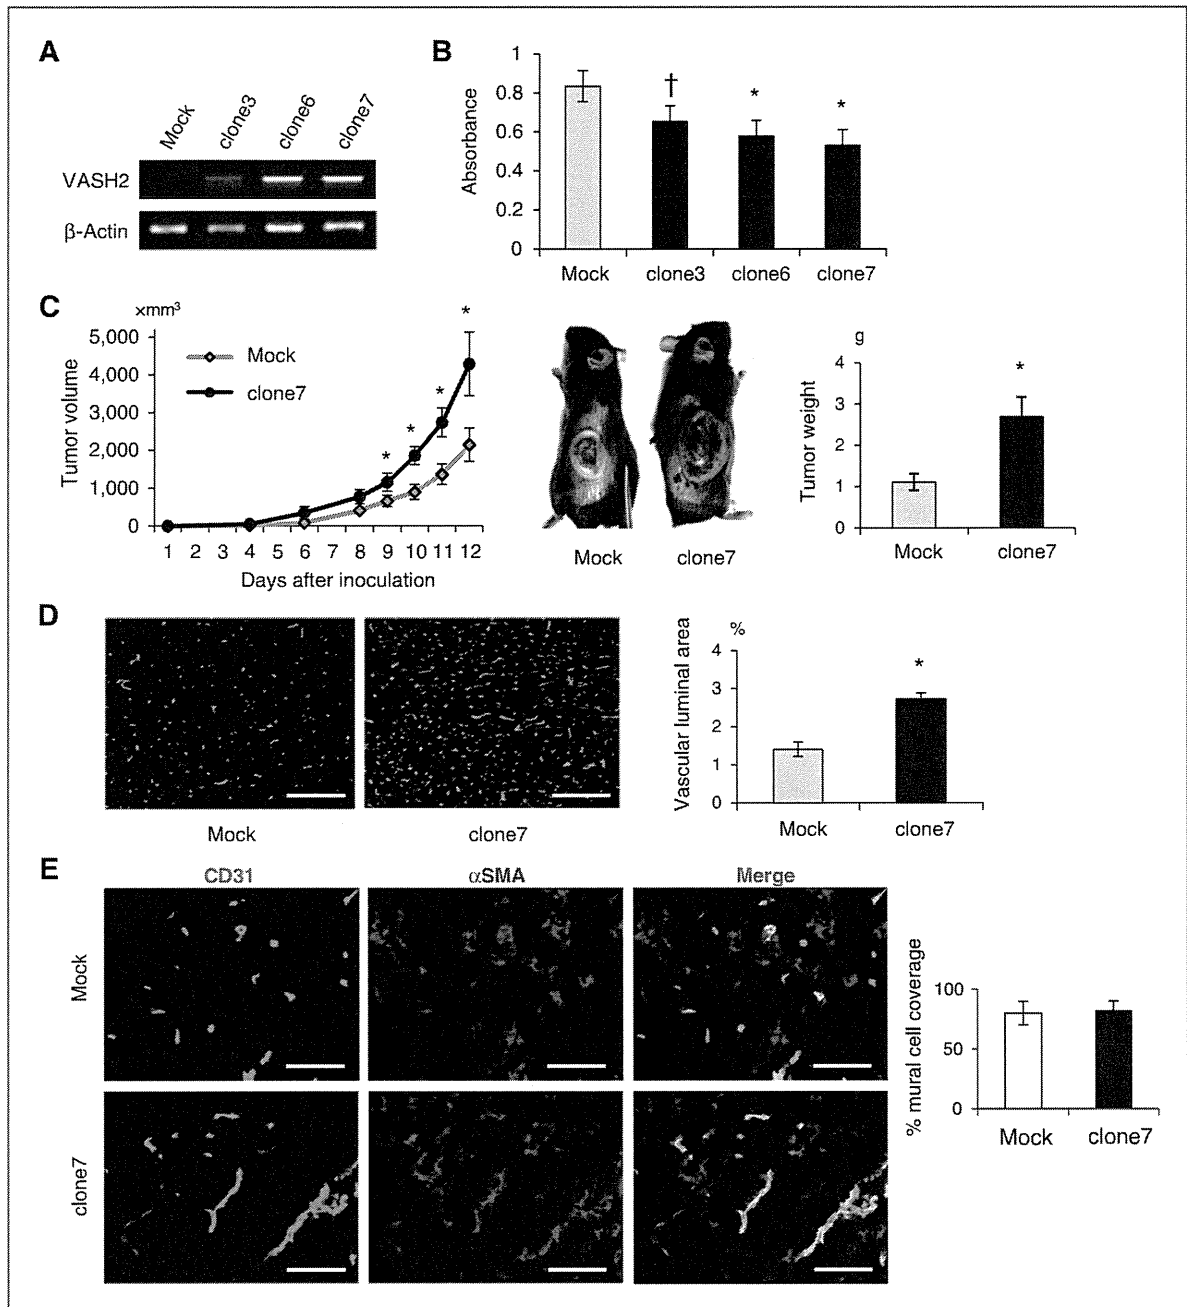 A
Mock
clone3
clone6
clone7
VASH2
β-Actin
B
Absorbance
1
0.8
0.6
0.4
0.2
0
†
*
*
Mock
clone3
clone6
clone7
C
×mm³
Tumor volume
5,000
4,000
3,000
2,000
1,000
0
Mock
clone7
*
*
*
*
1 2 3 4 5 6 7 8 9 10 11 12
Days after inoculation
Mock
clone7
g
Tumor weight
4
3
2
1
0
*
Mock
clone7
D
Mock
clone7
%
Vascular luminal area
4
3
2
1
0
*
Mock
clone7
E
CD31
αSMA
Merge
Mock
clone7
% mural cell coverage
100
50
0
Mock
clone7